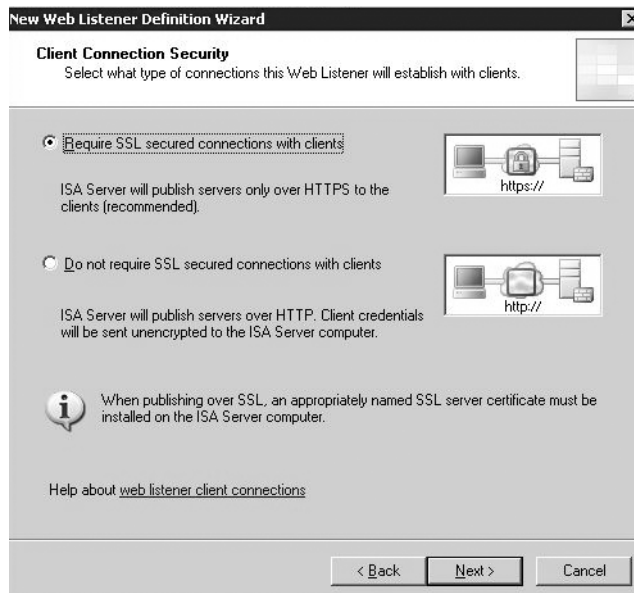 New Web Listener Definition Wizard
Client Connection Security
Select what type of connections this Web Listener will establish with clients.
Require SSL secured connections with clients
https://
ISA Server will publish servers only over HTTPS to the
clients (recommended).
Do not require SSL secured connections with clients
http://
ISA Server will publish servers over HTTP. Client credentials
will be sent unencrypted to the ISA Server computer.
When publishing over SSL, an appropriately named SSL server certificate must be
installed on the ISA Server computer.
Help about web listener client connections
< Back Next > Cancel